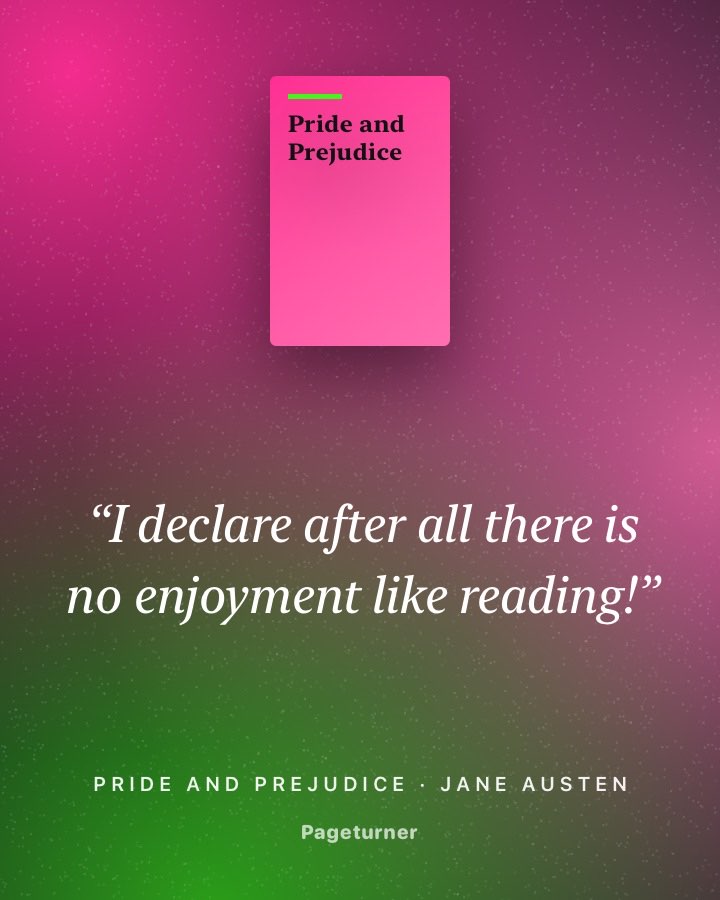 Pride and
Prejudice
“I declare after all there is
no enjoyment like reading!”
PRIDE AND PREJUDICE · JANE AUSTEN
Pageturner